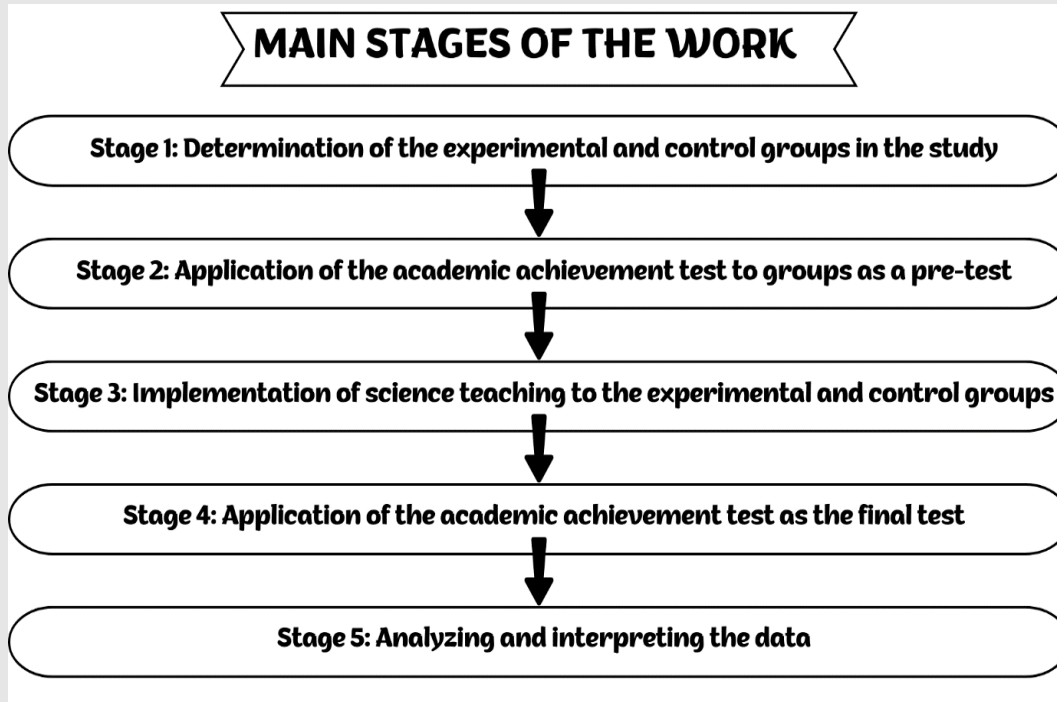 MAIN STAGES OF THE WORK
Stage 1: Determination of the experimental and control groups in the study
Stage 2: Application of the academic achievement test to groups as a pre-test
Stage 3: Implementation of science teaching to the experimental and control groups
Stage 4: Application of the academic achievement test as the final test
Stage 5: Analyzing and interpreting the data